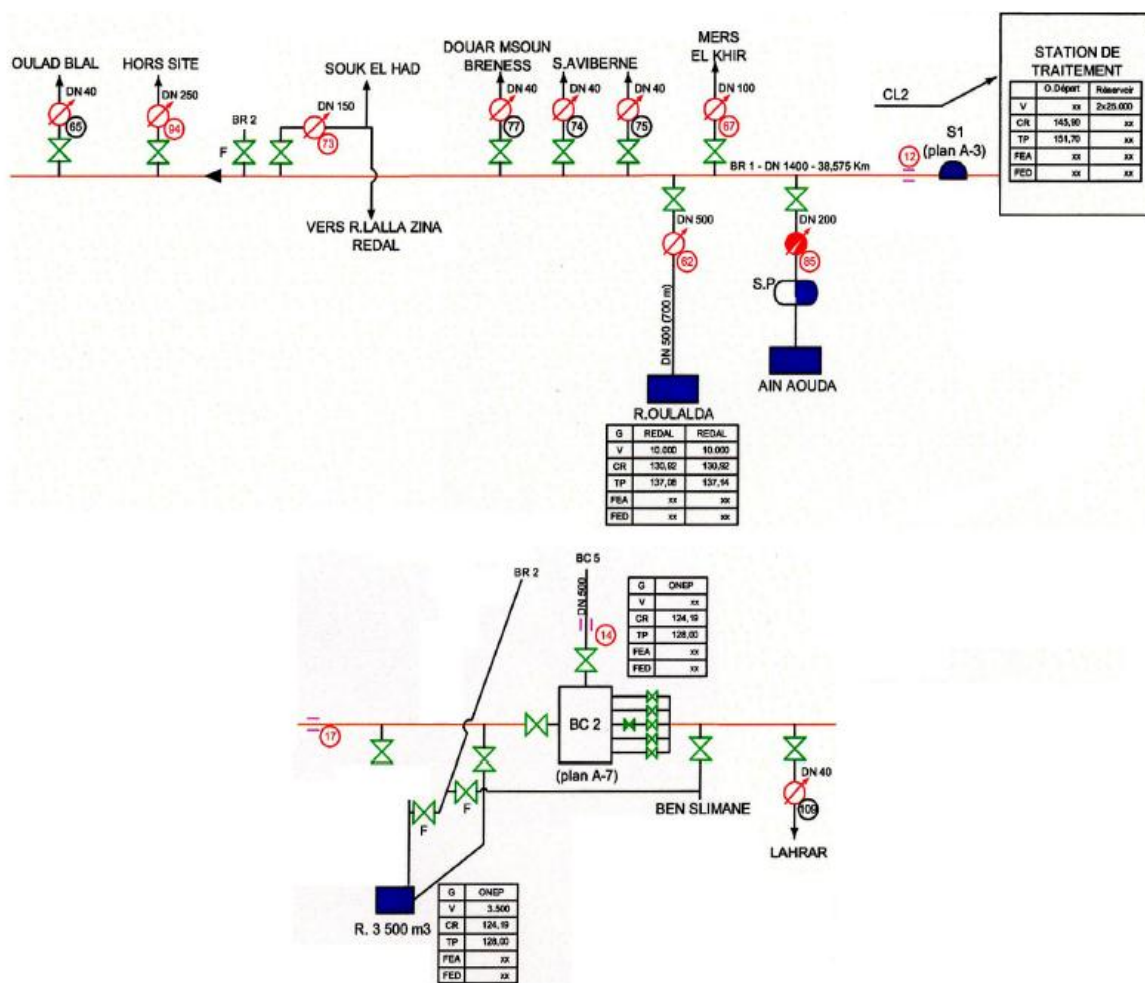 OULAD BLAL
HORS SITE
SOUK EL HAD
DOUAR MSOUN
BRENESS
S.AVIBERNE
MERS
EL KHIR
STATION DE
TRAITEMENT
O.Départ Réservoir
V xx 2x25.000
CR 145,90 xx
TP 151,70 xx
FEA xx xx
FED xx xx
CL2
S1
(plan A-3)
12
DN 40
65
DN 250
94
BR 2
F
DN 150
73
DN 40
77
DN 40
74
DN 40
75
DN 100
67
BR 1 - DN 1400 - 38,575 Km
VERS R.LALLA ZINA
REDAL
DN 500
62
DN 500 (700 m)
R.OULALDA
G REDAL REDAL
V 10.000 10.000
CR 130,92 130,92
TP 137,08 137,14
FEA xx xx
FED xx xx
DN 200
85
S.P
AIN AOUDA
BR 2
BC 5
DN 500
14
G ONEP
V xx
CR 124,19
TP 128,00
FEA xx
FED xx
17
BC 2
(plan A-7)
F
F
BEN SLIMANE
DN 40
109
LAHRAR
R. 3 500 m3
G ONEP
V 3.500
CR 124,19
TP 128,00
FEA xx
FED xx